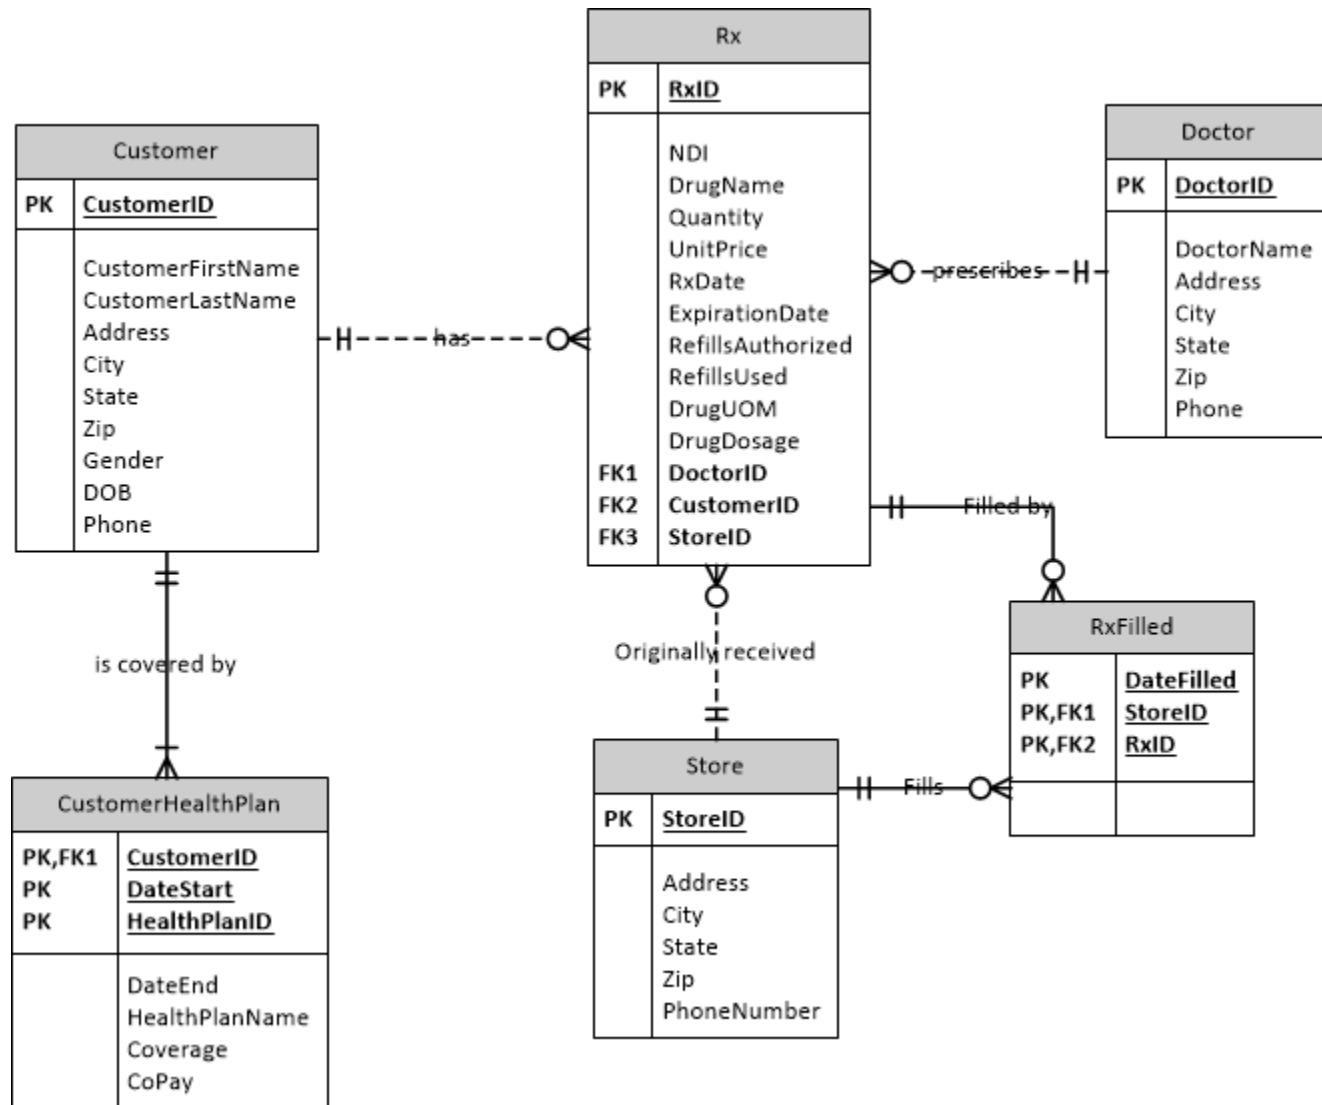 Rx
PK RxID
NDI
DrugName
Quantity
UnitPrice
RxDate
ExpirationDate
RefillsAuthorized
RefillsUsed
DrugUOM
DrugDosage
FK1 DoctorID
FK2 CustomerID
FK3 StoreID
Customer
PK CustomerID
CustomerFirstName
CustomerLastName
Address
City
State
Zip
Gender
DOB
Phone
has
Doctor
PK DoctorID
DoctorName
Address
City
State
Zip
Phone
prescribes
Filled by
is covered by
Originally received
RxFilled
PK DateFilled
PK,FK1 StoreID
PK,FK2 RxID
Store
PK StoreID
Address
City
State
Zip
PhoneNumber
Fills
CustomerHealthPlan
PK,FK1 CustomerID
PK DateStart
PK HealthPlanID
DateEnd
HealthPlanName
Coverage
CoPay